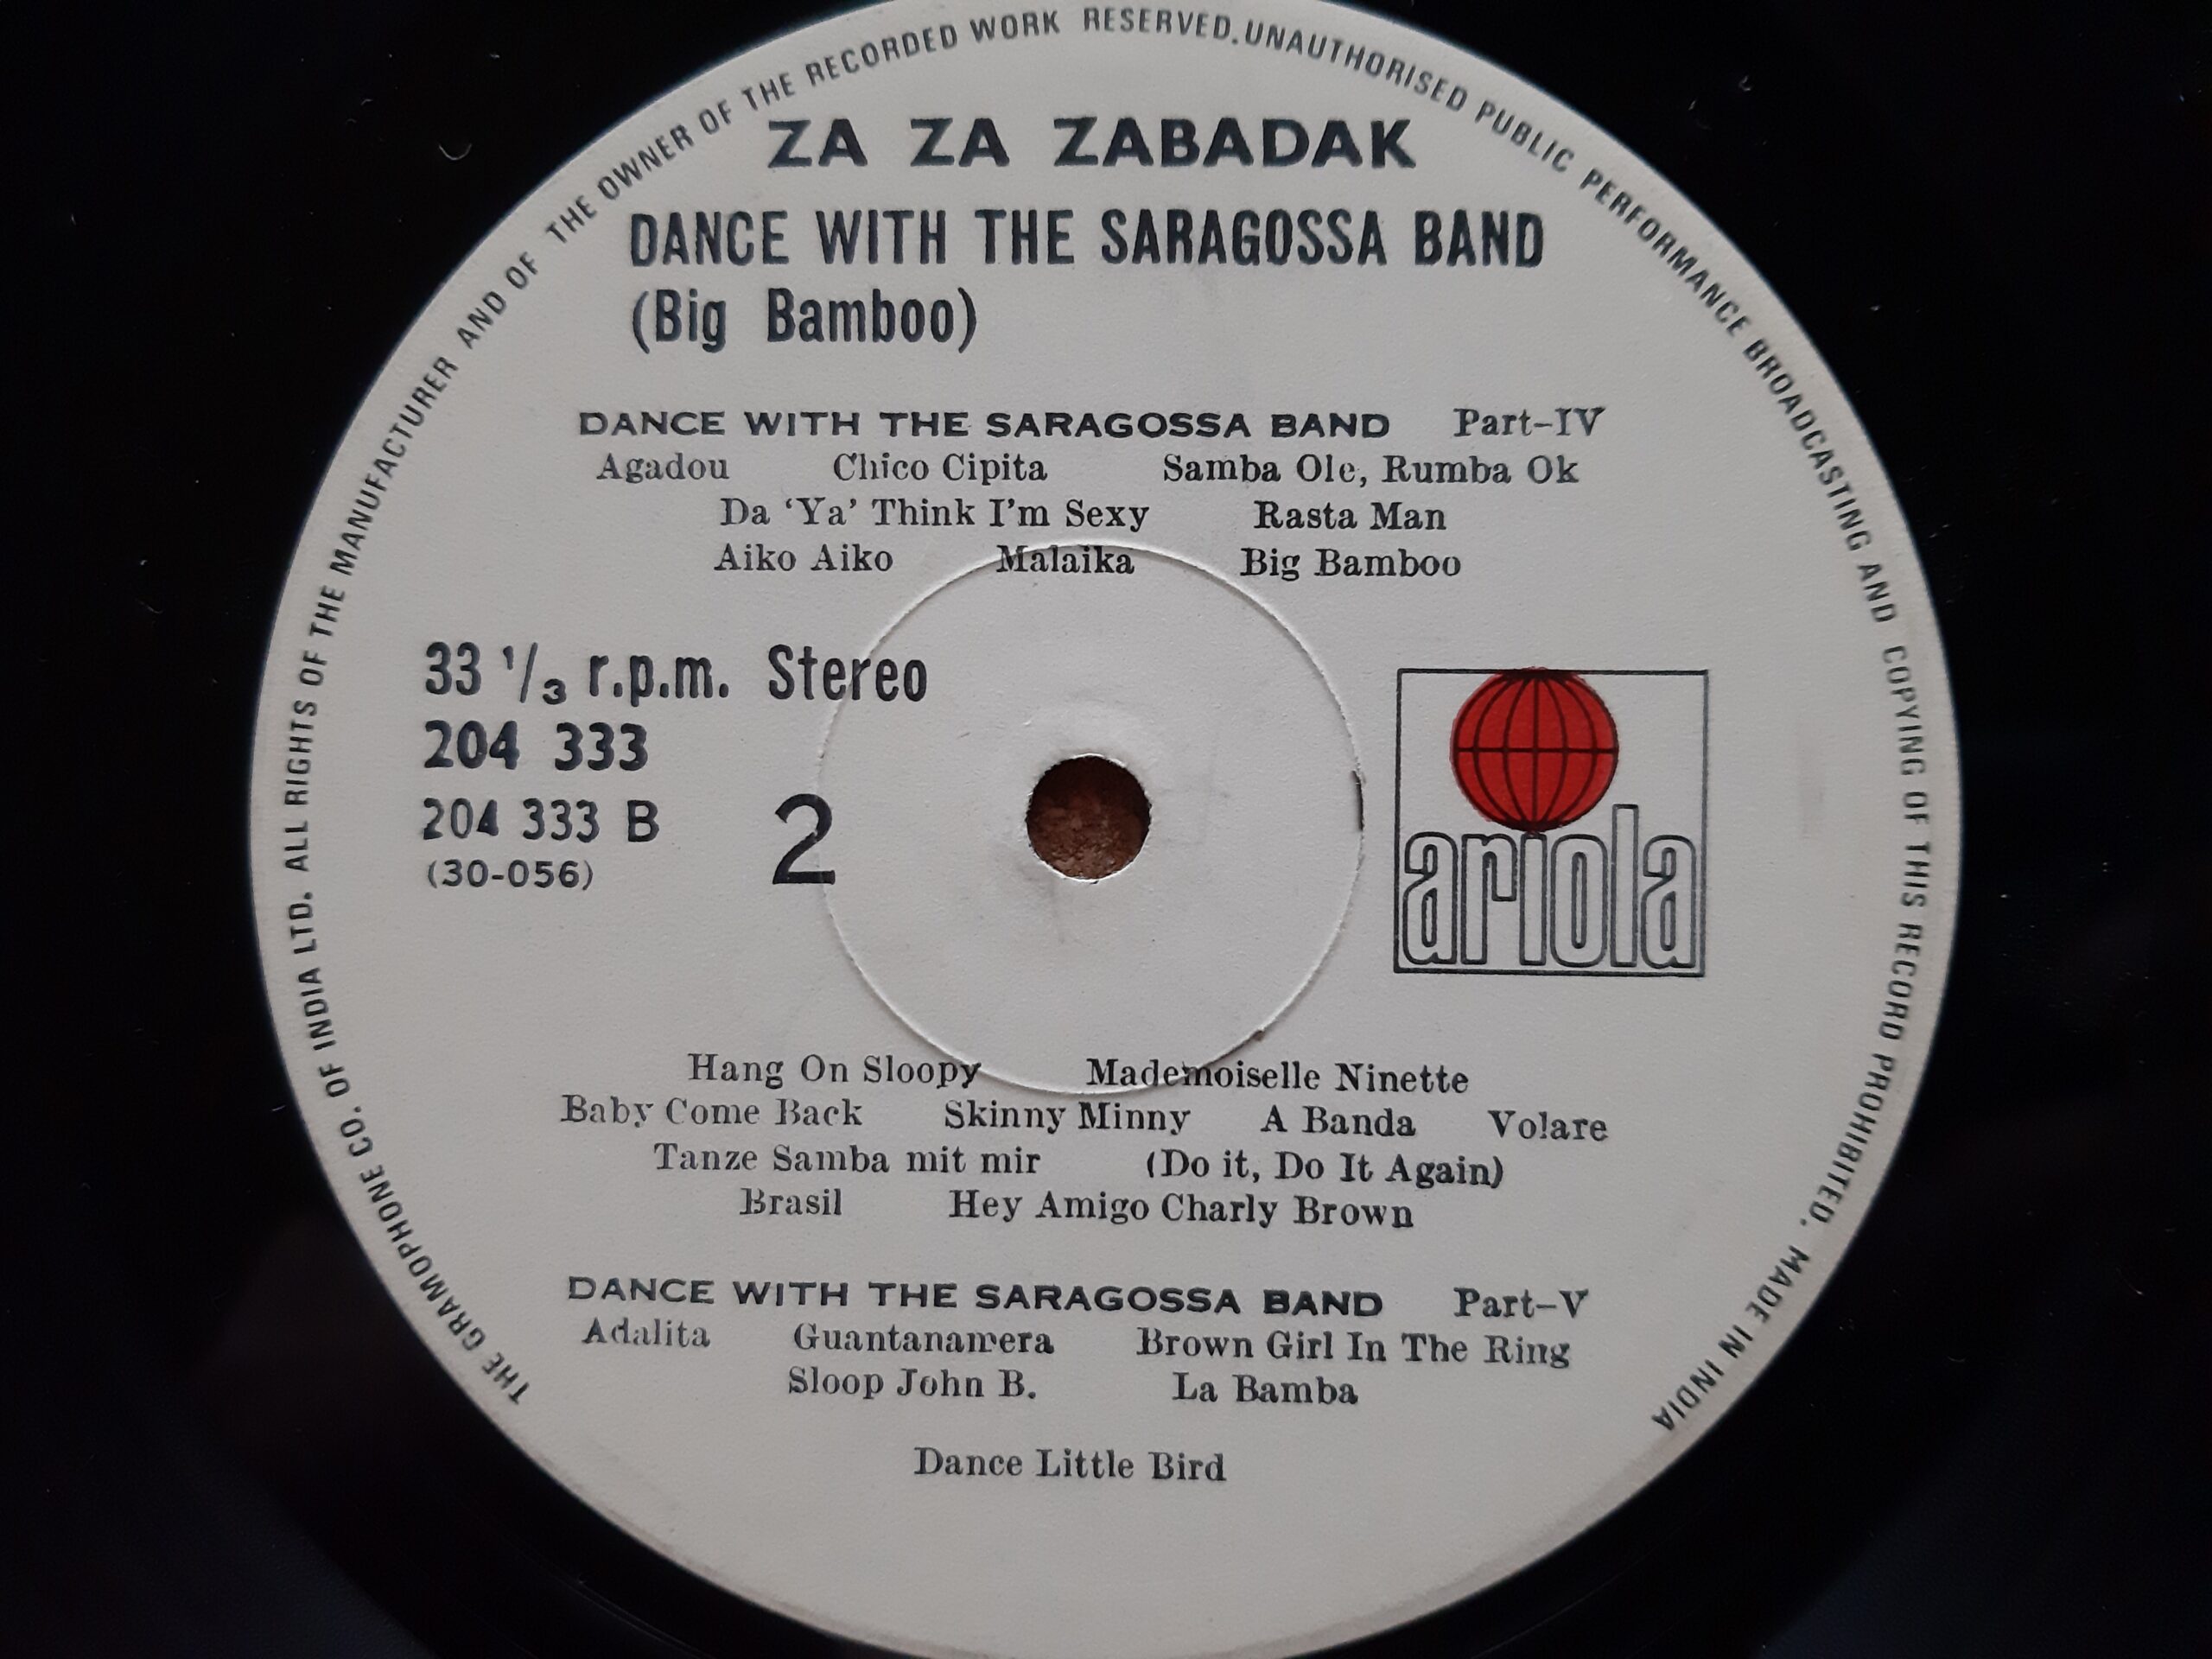 THE GRAMOPHONE CO. OF INDIA LTD. ALL RIGHTS OF THE MANUFACTURER AND OF THE OWNER OF THE RECORDED WORK RESERVED. UNAUTHORISED PUBLIC PERFORMANCE BROADCASTING AND COPYING OF THIS RECORD PROHIBITED. MADE IN INDIA
ZA ZA ZABADAK
DANCE WITH THE SARAGOSSA BAND
(Big Bamboo)
DANCE WITH THE SARAGOSSA BAND Part-IV
Agadou Chico Cipita Samba Ole, Rumba Ok
Da 'Ya' Think I'm Sexy Rasta Man
Aiko Aiko Malaika Big Bamboo
33 1/3 r.p.m. Stereo
204 333
204 333 B 2
(30-056)
ariola
Hang On Sloopy Mademoiselle Ninette
Baby Come Back Skinny Minny A Banda Volare
Tanze Samba mit mir (Do it, Do It Again)
Brasil Hey Amigo Charly Brown
DANCE WITH THE SARAGOSSA BAND Part-V
Adalita Guantanamera Brown Girl In The Ring
Sloop John B. La Bamba
Dance Little Bird